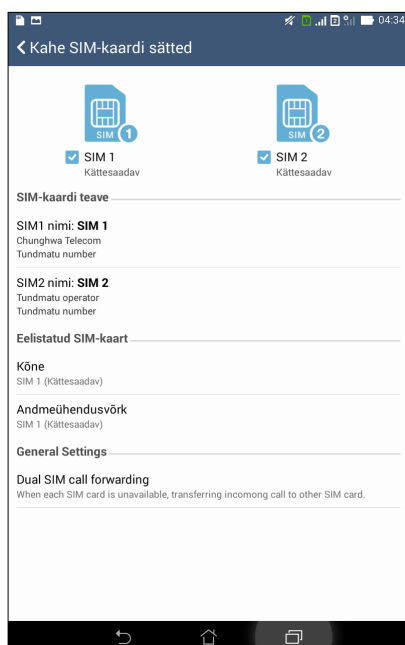 04:34
Kahe SIM-kaardi sätted
SIM 1 SIM 2
SIM 1 SIM 2
Kättesaadav Kättesaadav
SIM-kaardi teave
SIM1 nimi: SIM 1
Chunghwa Telecom
Tundmatu number
SIM2 nimi: SIM 2
Tundmatu operator
Tundmatu number
Eelistatud SIM-kaart
Kõne
SIM 1 (Kättesaadav)
Andmeühendusvõrk
SIM 1 (Kättesaadav)
General Settings
Dual SIM call forwarding
When each SIM card is unavailable, transferring incomong call to other SIM card.